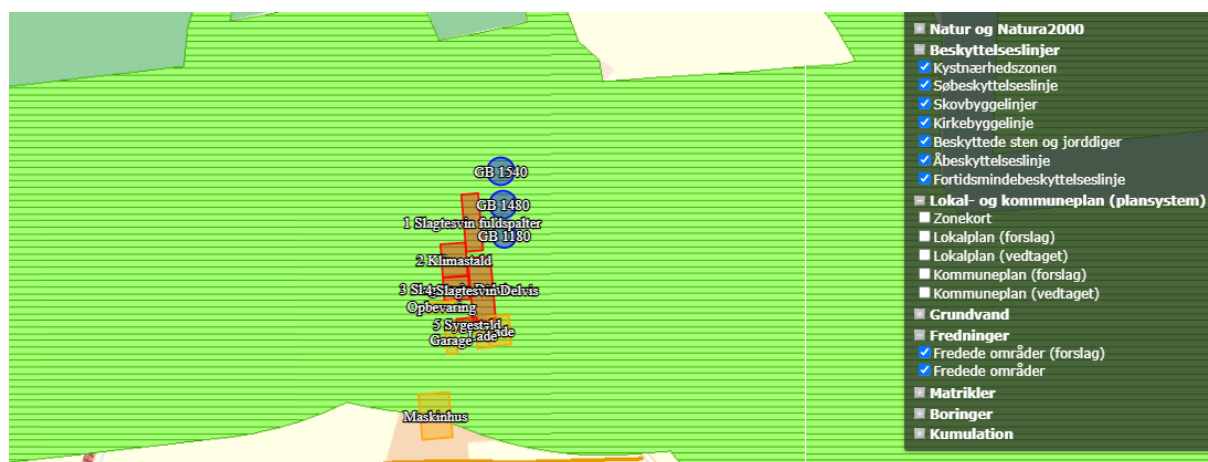 GB 1540
GB 1480
1 Slagtesvin fuldspalter
GB 1180
2 Klimastald
4 Slagtesvin Delvis
Opbevaring
5 Sygestald
Garage
Maskinhus
Natur og Natura2000
Beskyttelseslinjer
Kystnærhedszonen
Søbeskyttelseslinje
Skovbyggelinjer
Kirkebyggelinje
Beskyttede sten og jorddiger
Åbeskyttelseslinje
Fortidsmindebeskyttelseslinje
Lokal- og kommuneplan (plansystem)
Zonekort
Lokalplan (forslag)
Lokalplan (vedtaget)
Kommuneplan (forslag)
Kommuneplan (vedtaget)
Grundvand
Fredninger
Fredede områder (forslag)
Fredede områder
Matrikler
Boringer
Kumulation